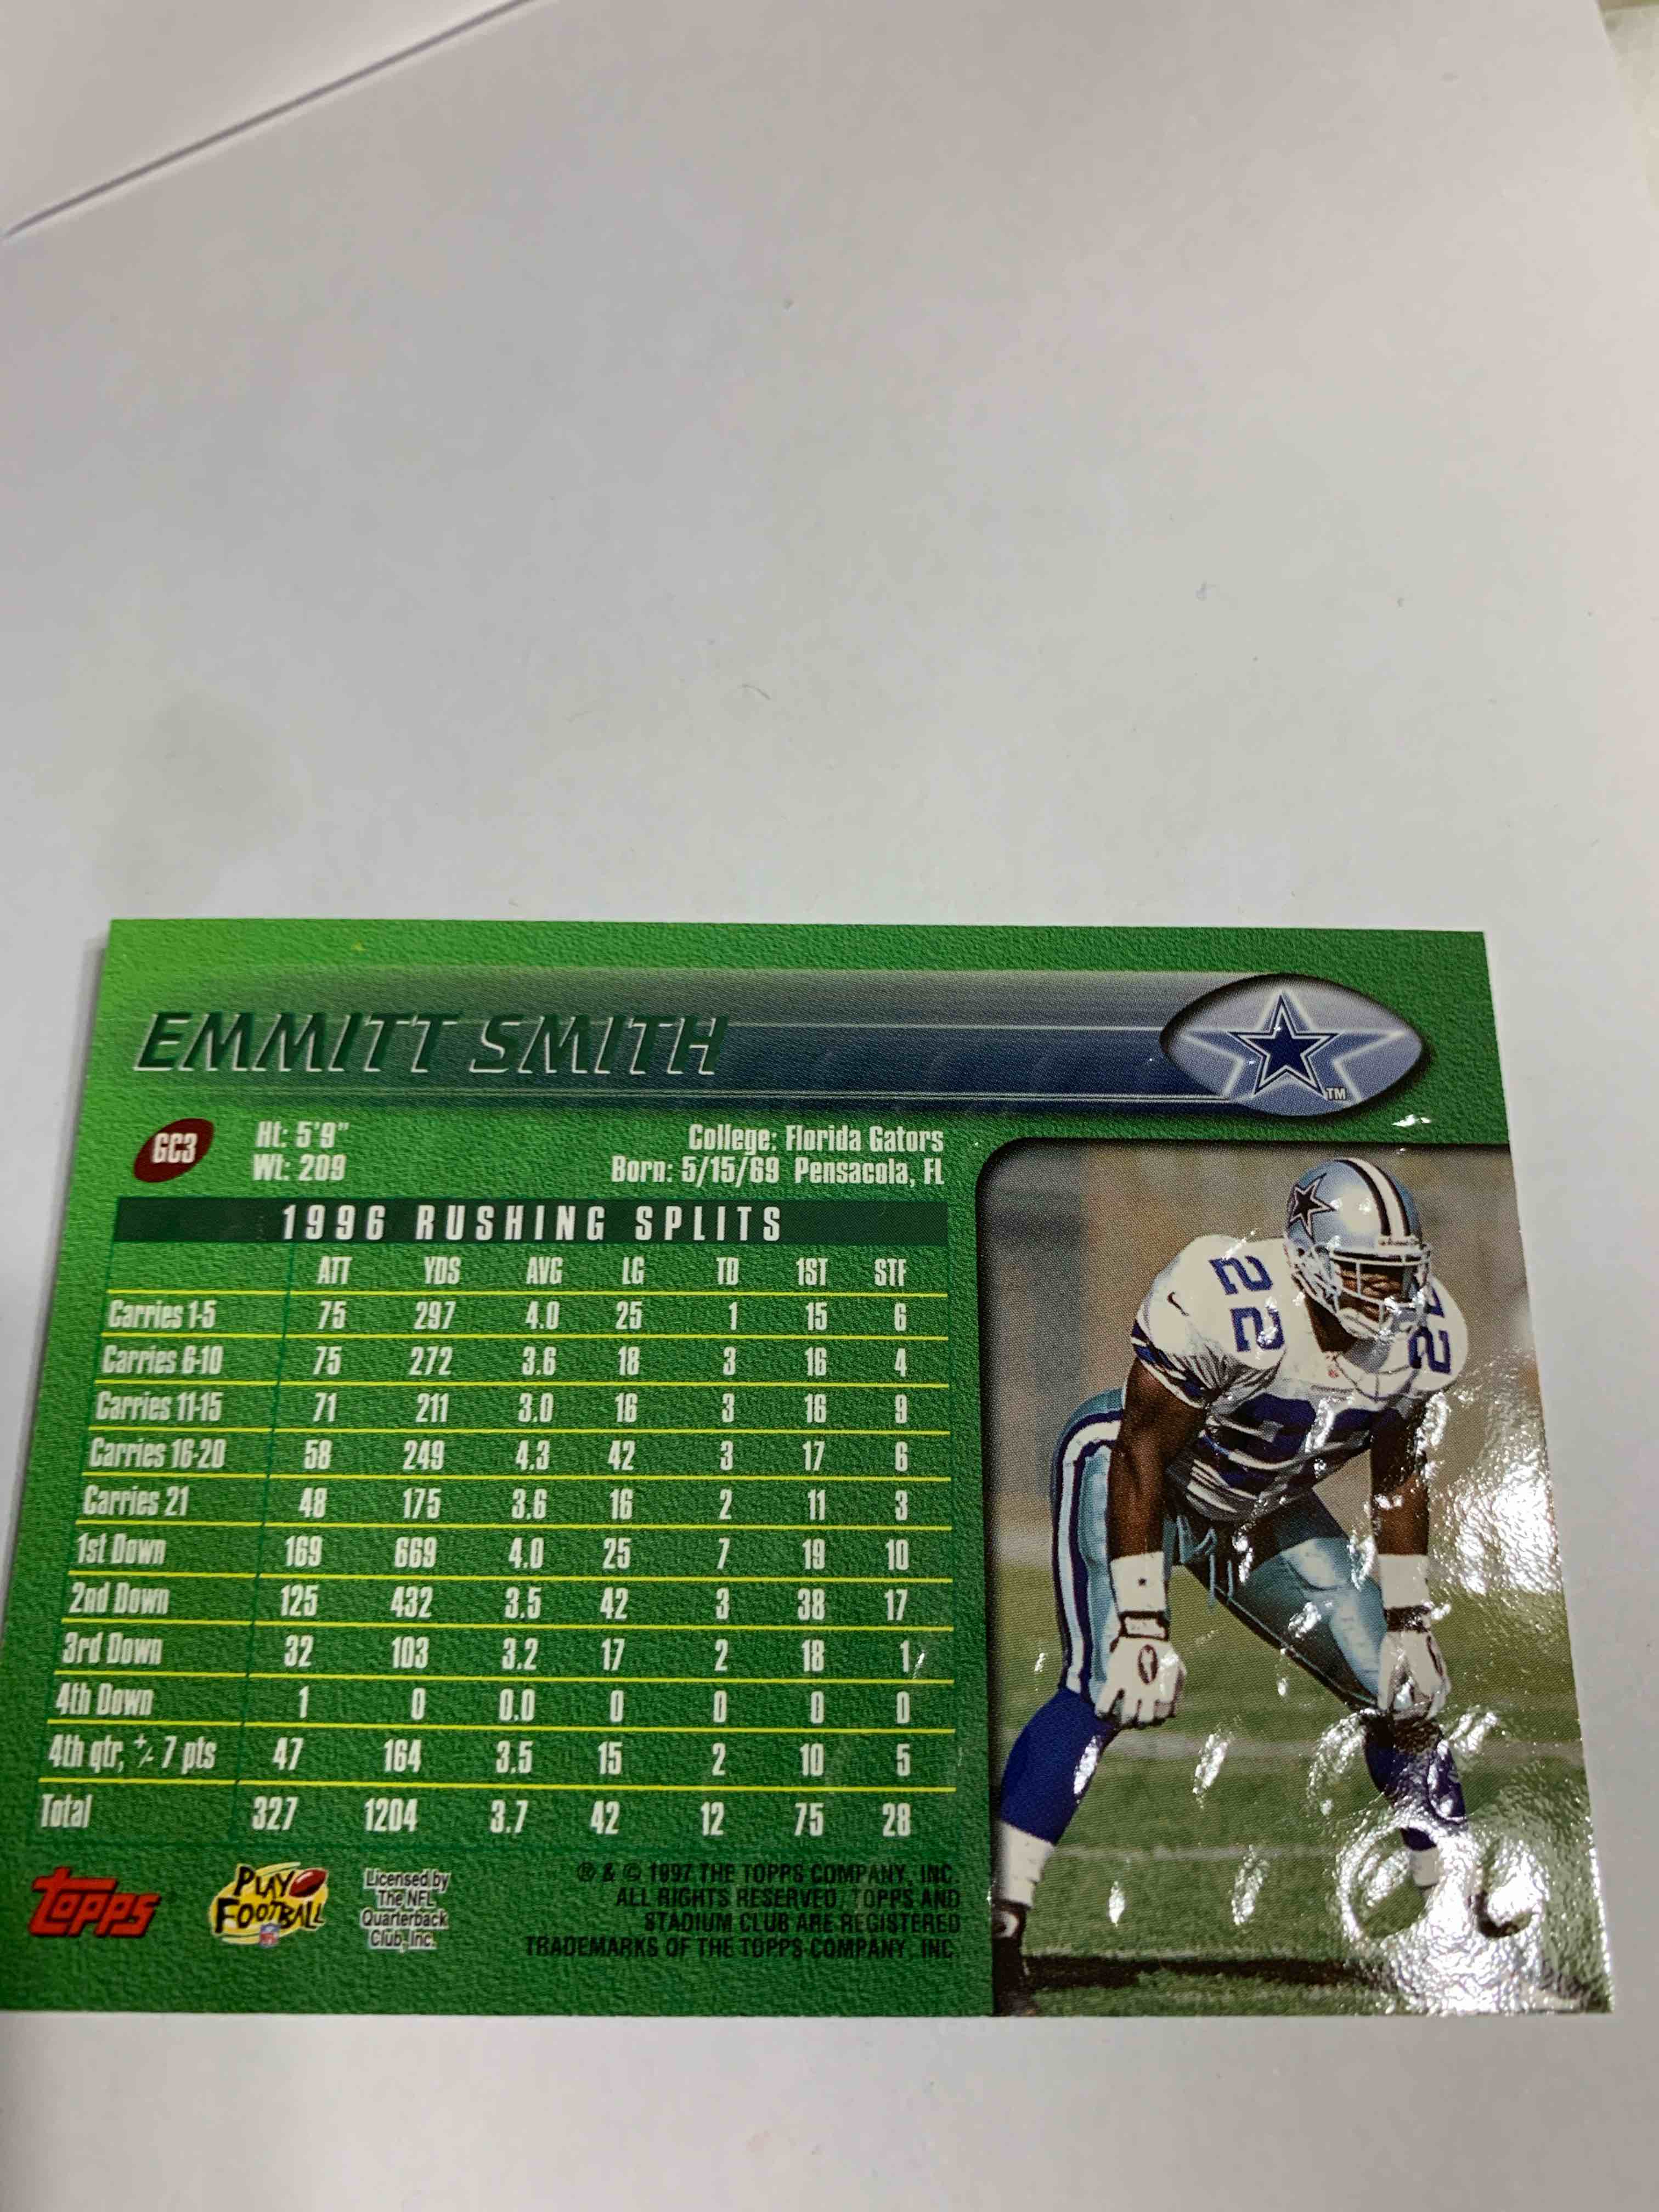 EMMITT SMITH
TM
GC3
Ht: 5'9"
Wt: 209
College: Florida Gators
Born: 5/15/69 Pensacola, FL
1996 RUSHING SPLITS
ATT YDS AVG LG TD 1ST STF
Carries 1-5 75 297 4.0 25 1 15 6
Carries 6-10 75 272 3.6 18 3 16 4
Carries 11-15 71 211 3.0 16 3 16 9
Carries 16-20 58 249 4.3 42 3 17 6
Carries 21 48 175 3.6 16 2 11 3
1st Down 169 669 4.0 25 7 19 10
2nd Down 125 432 3.5 42 3 38 17
3rd Down 32 103 3.2 17 2 18 1
4th Down 1 0 0.0 0 0 0 0
4th qtr, +/- 7 pts 47 164 3.5 15 2 10 5
Total 327 1204 3.7 42 12 75 28
22
22
22
TOPPS
PLAY
FOOTBALL
NFL
Licensed by
The NFL
Quarterback
Club, Inc.
® & © 1997 THE TOPPS COMPANY, INC.
ALL RIGHTS RESERVED. TOPPS AND
STADIUM CLUB ARE REGISTERED
TRADEMARKS OF THE TOPPS COMPANY, INC.